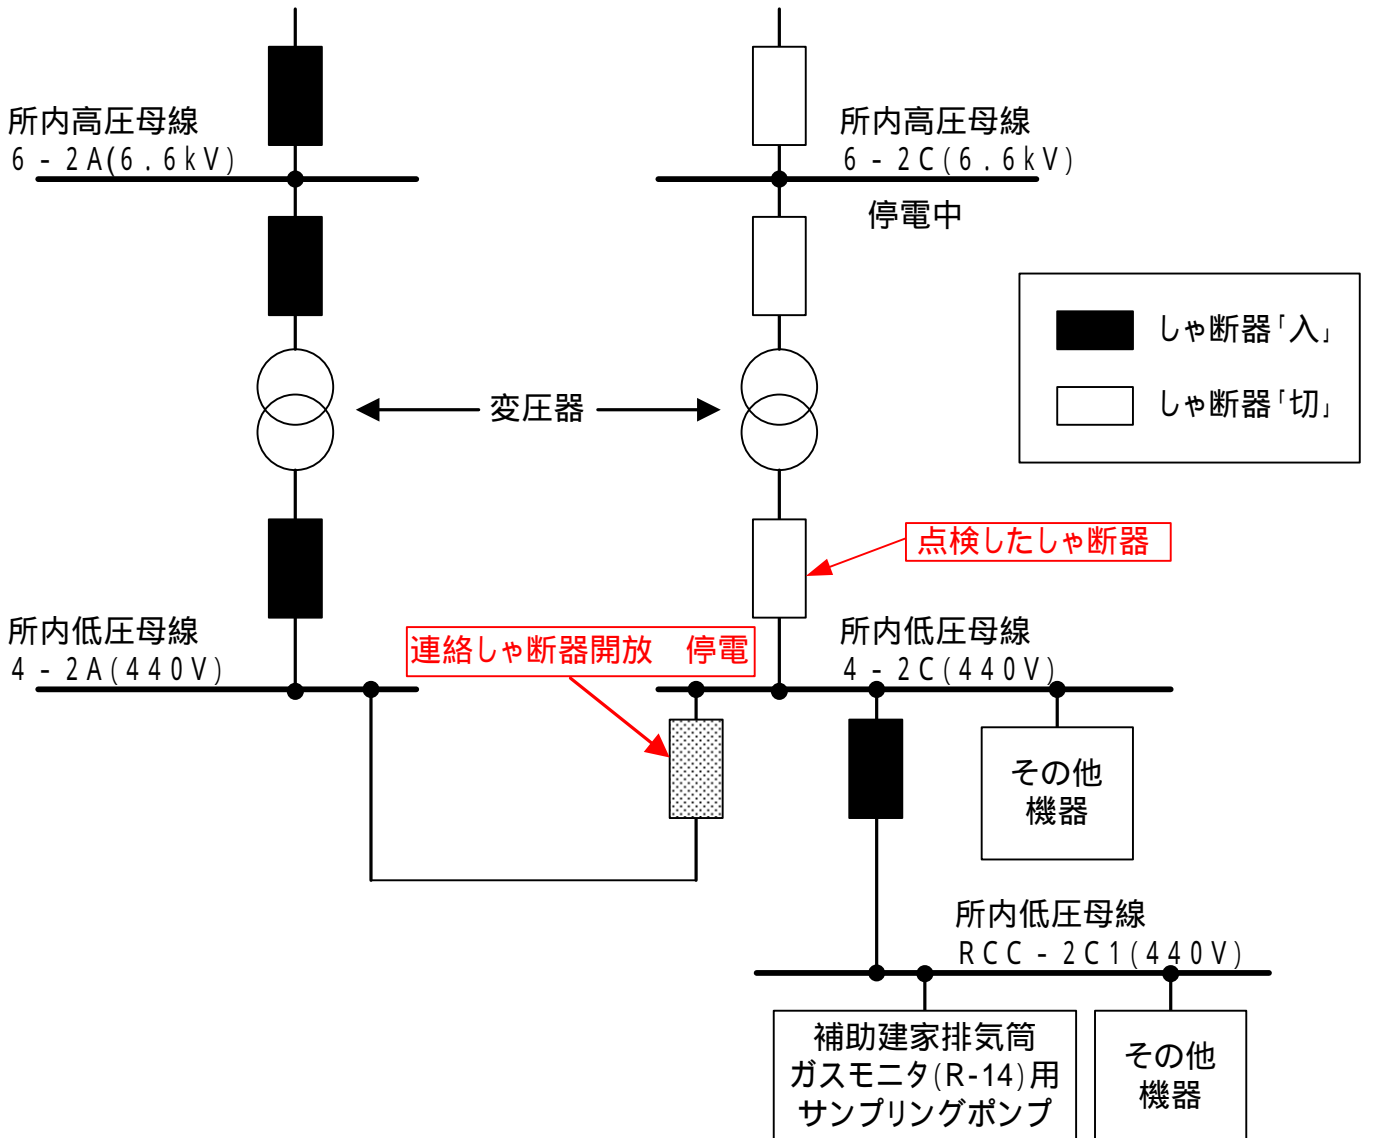 所内高圧母線
6-2A(6.6kV)
所内高圧母線
6-2C(6.6kV)
停電中
しゃ断器「入」
しゃ断器「切」
変圧器
点検したしゃ断器
所内低圧母線
4-2A(440V)
連絡しゃ断器開放　停電
所内低圧母線
4-2C(440V)
その他
機器
所内低圧母線
RCC-2C1(440V)
補助建家排気筒
ガスモニタ(R-14)用
サンプリングポンプ
その他
機器